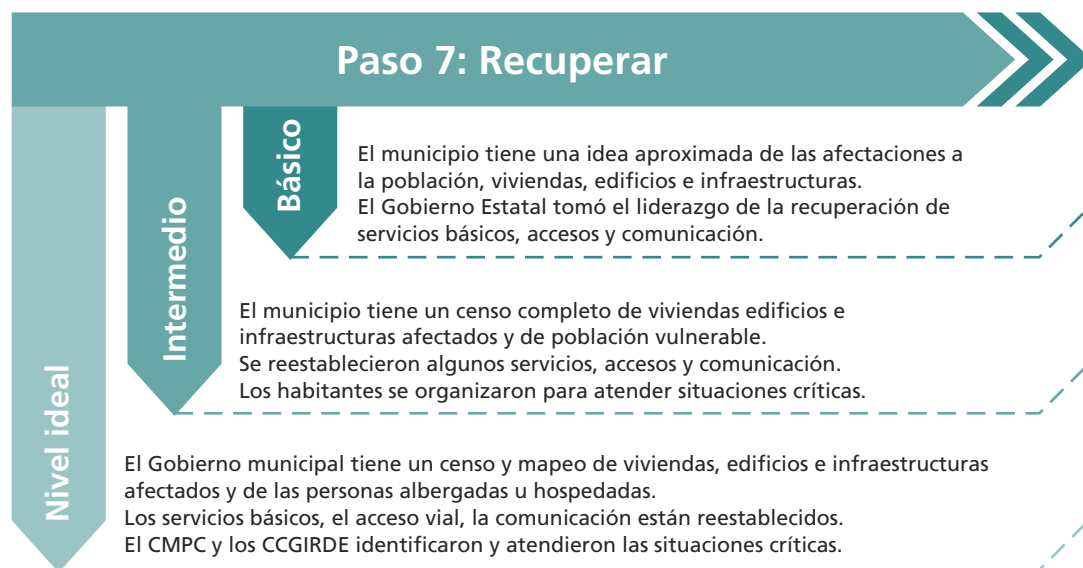 Paso 7: Recuperar
Básico
El municipio tiene una idea aproximada de las afectaciones a
la población, viviendas, edificios e infraestructuras.
El Gobierno Estatal tomó el liderazgo de la recuperación de
servicios básicos, accesos y comunicación.
Intermedio
El municipio tiene un censo completo de viviendas edificios e
infraestructuras afectados y de población vulnerable.
Se reestablecieron algunos servicios, accesos y comunicación.
Los habitantes se organizaron para atender situaciones críticas.
Nivel ideal
El Gobierno municipal tiene un censo y mapeo de viviendas, edificios e infraestructuras
afectados y de las personas albergadas u hospedadas.
Los servicios básicos, el acceso vial, la comunicación están reestablecidos.
El CMPC y los CCGIRDE identificaron y atendieron las situaciones críticas.